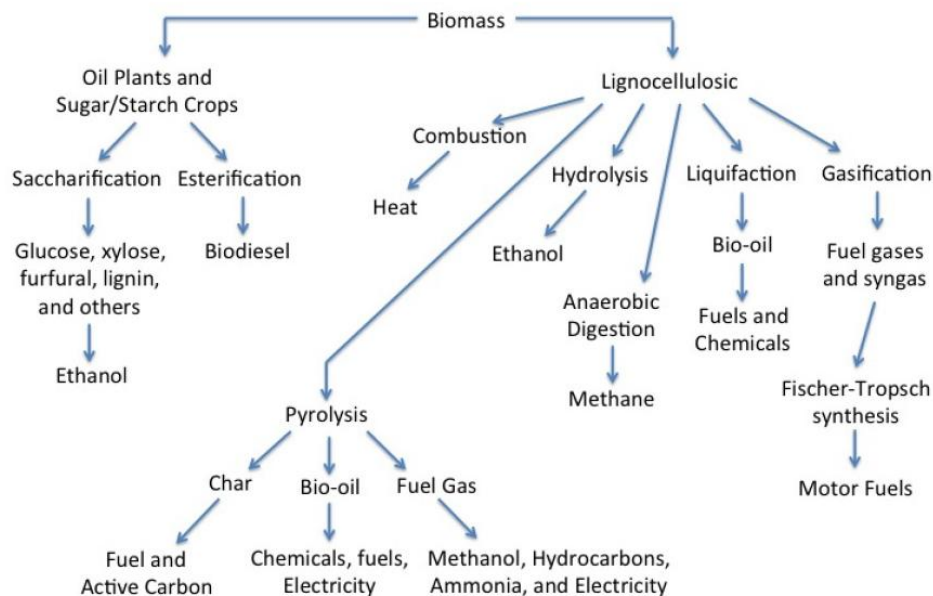 Biomass
Oil Plants and
Sugar/Starch Crops
Lignocellulosic
Combustion
Saccharification
Esterification
Hydrolysis
Liquifaction
Gasification
Heat
Glucose, xylose,
furfural, lignin,
and others
Biodiesel
Ethanol
Bio-oil
Fuel gases
and syngas
Anaerobic
Digestion
Fuels and
Chemicals
Ethanol
Methane
Fischer-Tropsch
synthesis
Pyrolysis
Char
Bio-oil
Fuel Gas
Motor Fuels
Fuel and
Active Carbon
Chemicals, fuels,
Electricity
Methanol, Hydrocarbons,
Ammonia, and Electricity